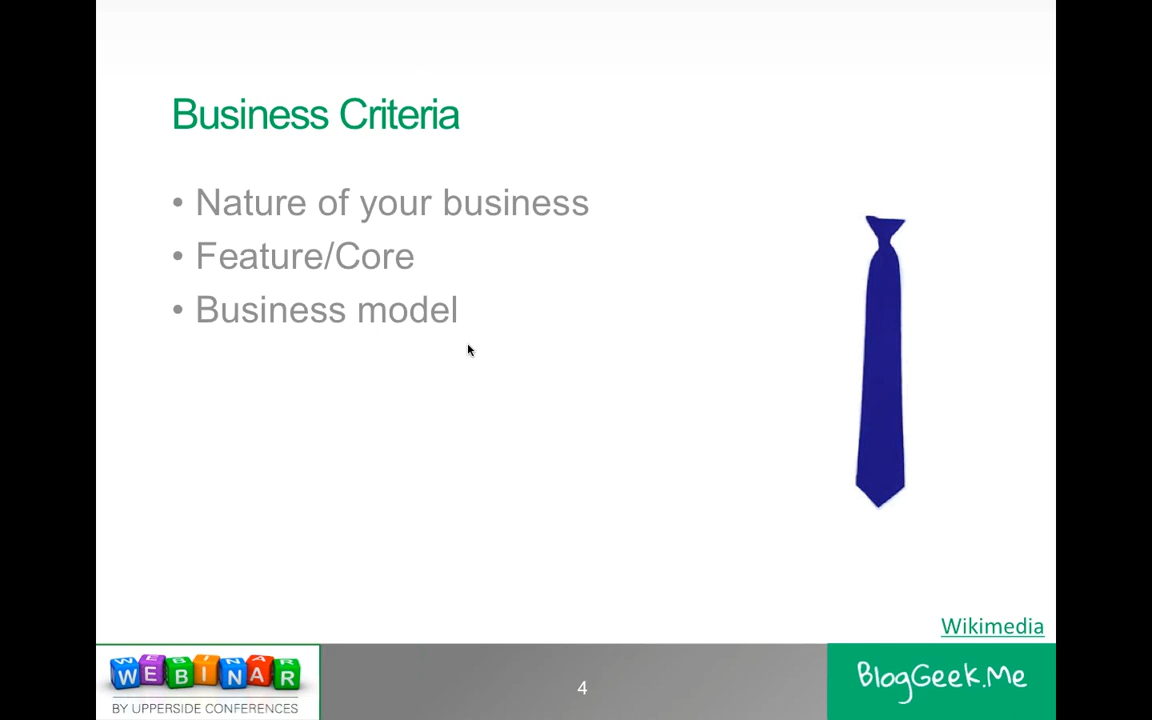 Business Criteria
• Nature of your business
• Feature/Core
• Business model
Wikimedia
WEBINAR
BY UPPERSIDE CONFERENCES
4
BlogGeek.Me